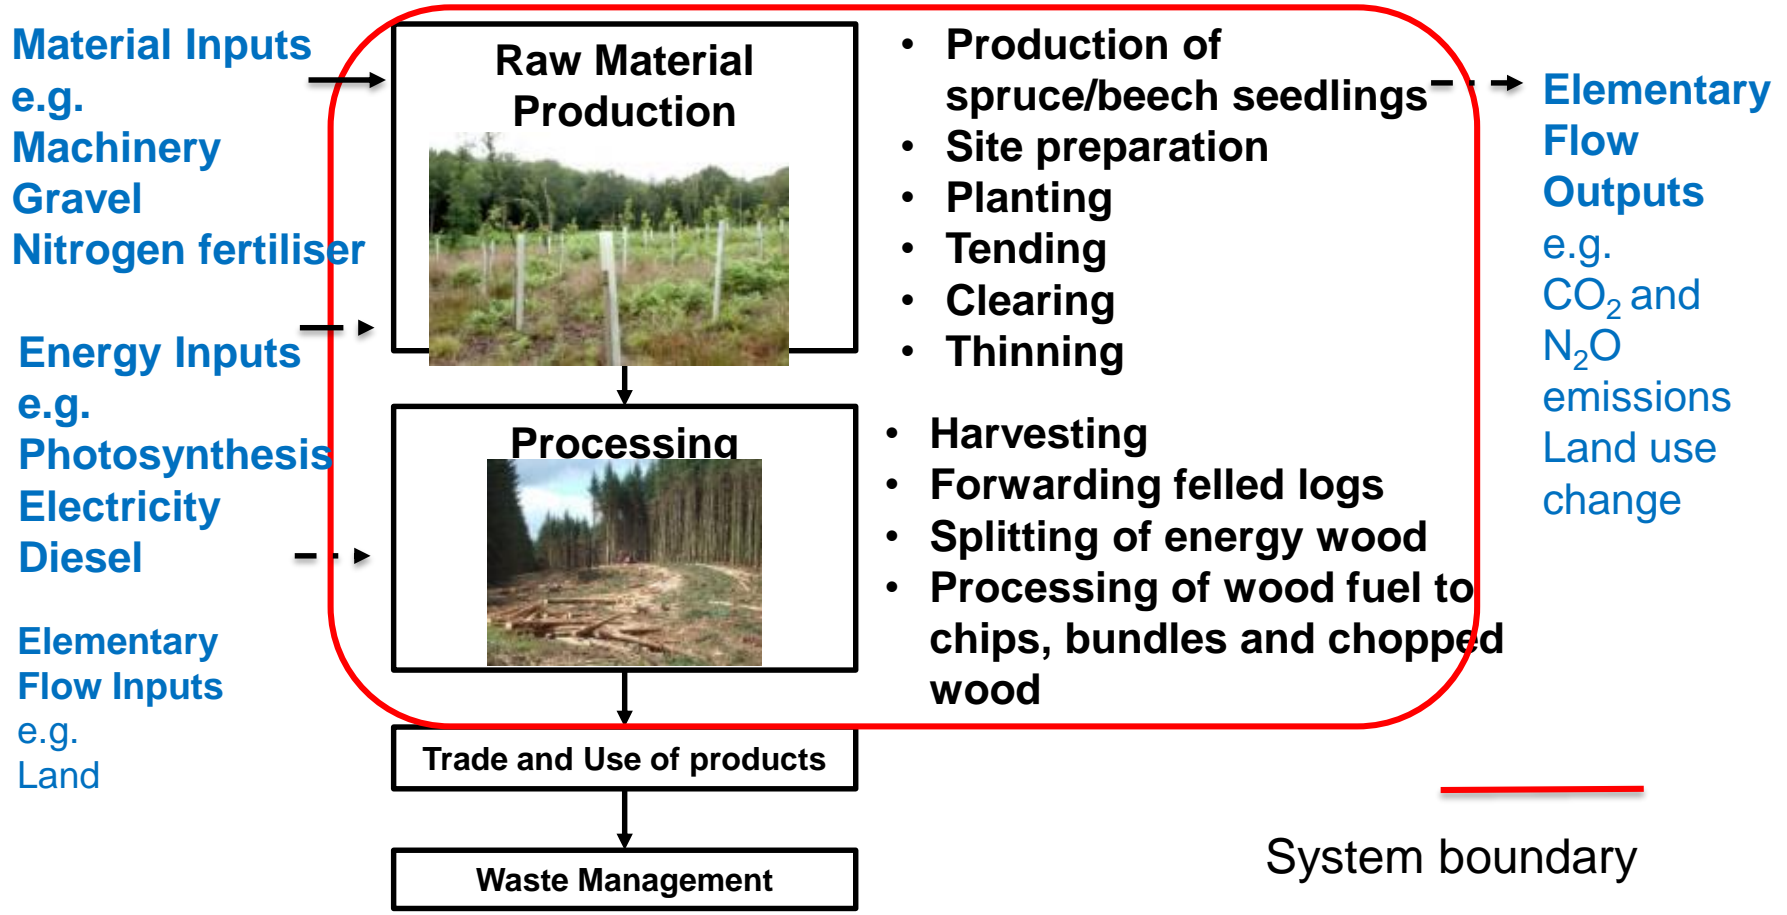 Material Inputs
e.g.
Machinery
Gravel
Nitrogen fertiliser
Energy Inputs
e.g.
Photosynthesis
Electricity
Diesel
Elementary
Flow Inputs
e.g.
Land
Raw Material
Production
Processing
Trade and Use of products
Waste Management
• Production of
spruce/beech seedlings
• Site preparation
• Planting
• Tending
• Clearing
• Thinning
• Harvesting
• Forwarding felled logs
• Splitting of energy wood
• Processing of wood fuel to
chips, bundles and chopped
wood
Elementary
Flow
Outputs
e.g.
CO₂ and
N₂O
emissions
Land use
change
System boundary